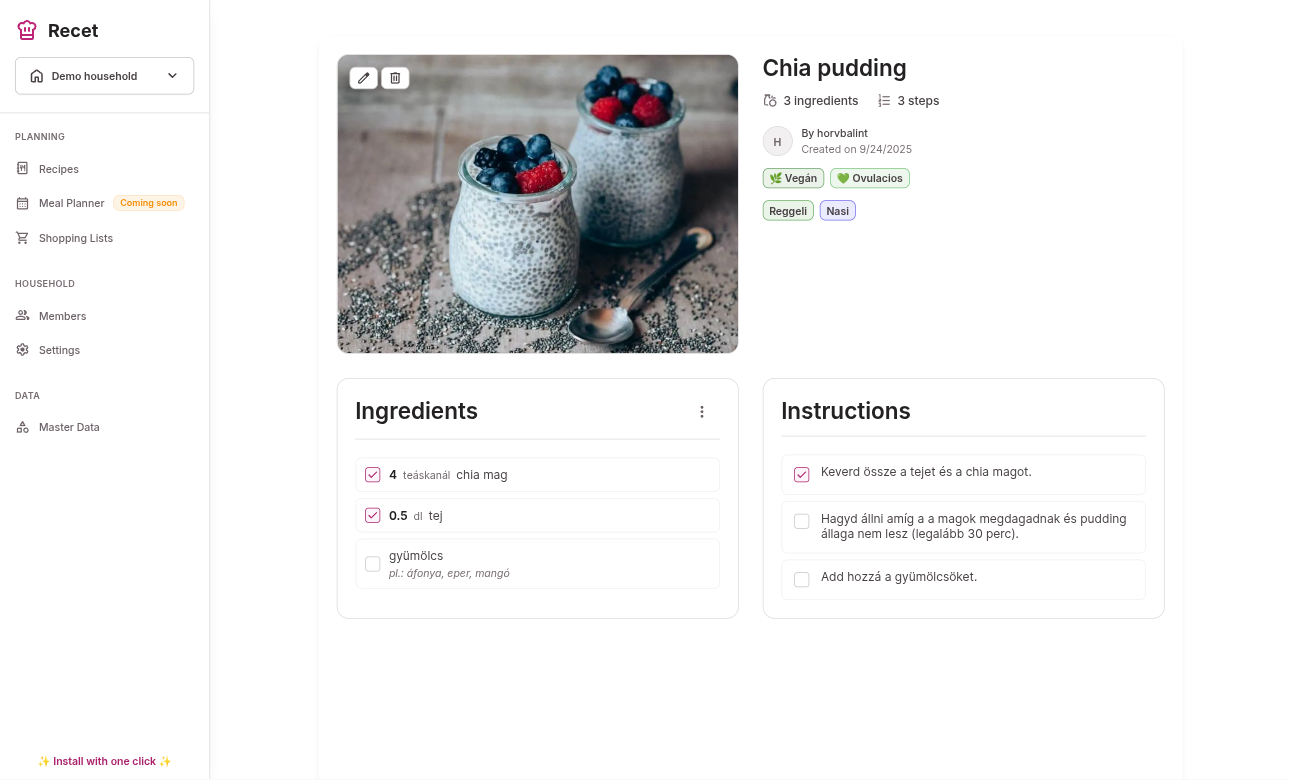 Recet
Demo household
PLANNING
Recipes
Meal Planner Coming soon
Shopping Lists
HOUSEHOLD
Members
Settings
DATA
Master Data
✨ Install with one click ✨
Chia pudding
3 ingredients 3 steps
H
By horvbalint
Created on 9/24/2025
🌿 Vegán 💚 Ovulacios
Reggeli Nasi
Ingredients
4 teáskanál chia mag
0.5 dl tej
gyümölcs
pl.: áfonya, eper, mangó
Instructions
Keverd össze a tejet és a chia magot.
Hagyd állni amíg a a magok megdagadnak és pudding
állaga nem lesz (legalább 30 perc).
Add hozzá a gyümölcsöket.